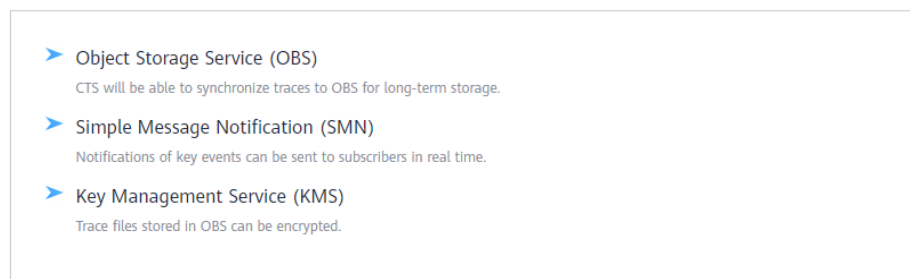 Object Storage Service (OBS)
CTS will be able to synchronize traces to OBS for long-term storage.
Simple Message Notification (SMN)
Notifications of key events can be sent to subscribers in real time.
Key Management Service (KMS)
Trace files stored in OBS can be encrypted.